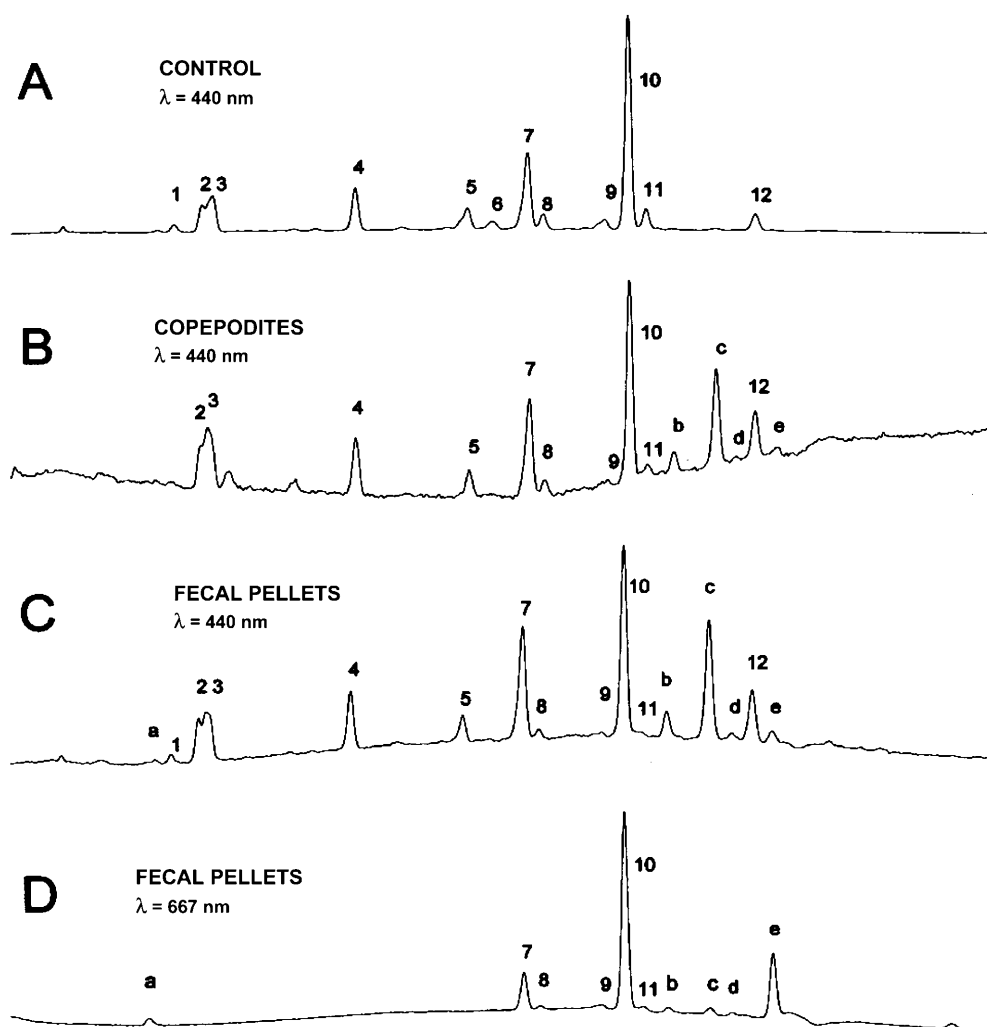 A
CONTROL
λ = 440 nm
1
2 3
4
5
6
7
8
9
10
11
12
B
COPEPODITES
λ = 440 nm
2
3
4
5
7
8
9
10
11
b
c
d
12
e
C
FECAL PELLETS
λ = 440 nm
a
1
2 3
4
5
7
8
9
10
11
b
c
d
12
e
D
FECAL PELLETS
λ = 667 nm
a
7
8
9
10
11
b
c
d
e